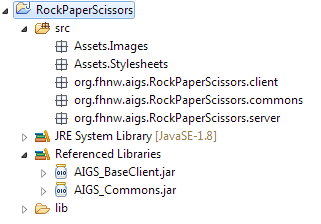 RockPaperScissors
src
Assets.Images
Assets.Stylesheets
org.fhnw.aigs.RockPaperScissors.client
org.fhnw.aigs.RockPaperScissors.commons
org.fhnw.aigs.RockPaperScissors.server
JRE System Library [JavaSE-1.8]
Referenced Libraries
AIGS_BaseClient.jar
AIGS_Commons.jar
lib